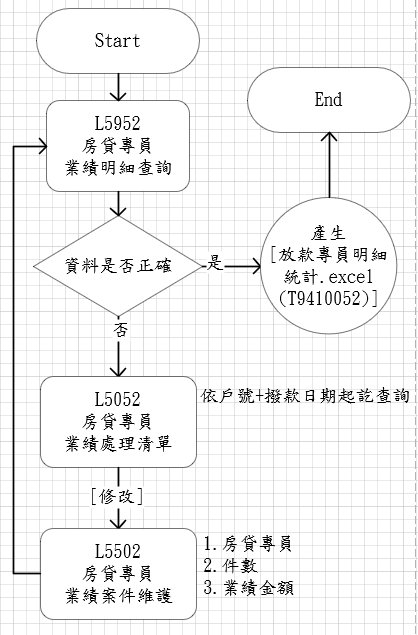 Start
L5952
房貸專員
業績明細查詢
End
資料是否正確
是
產生
[放款專員明細
統計.excel
(T9410052)]
否
L5052
房貸專員
業績處理清單
依戶號+撥款日期起訖查詢
[修改]
L5502
房貸專員
業績案件維護
1.房貸專員
2.件數
3.業績金額